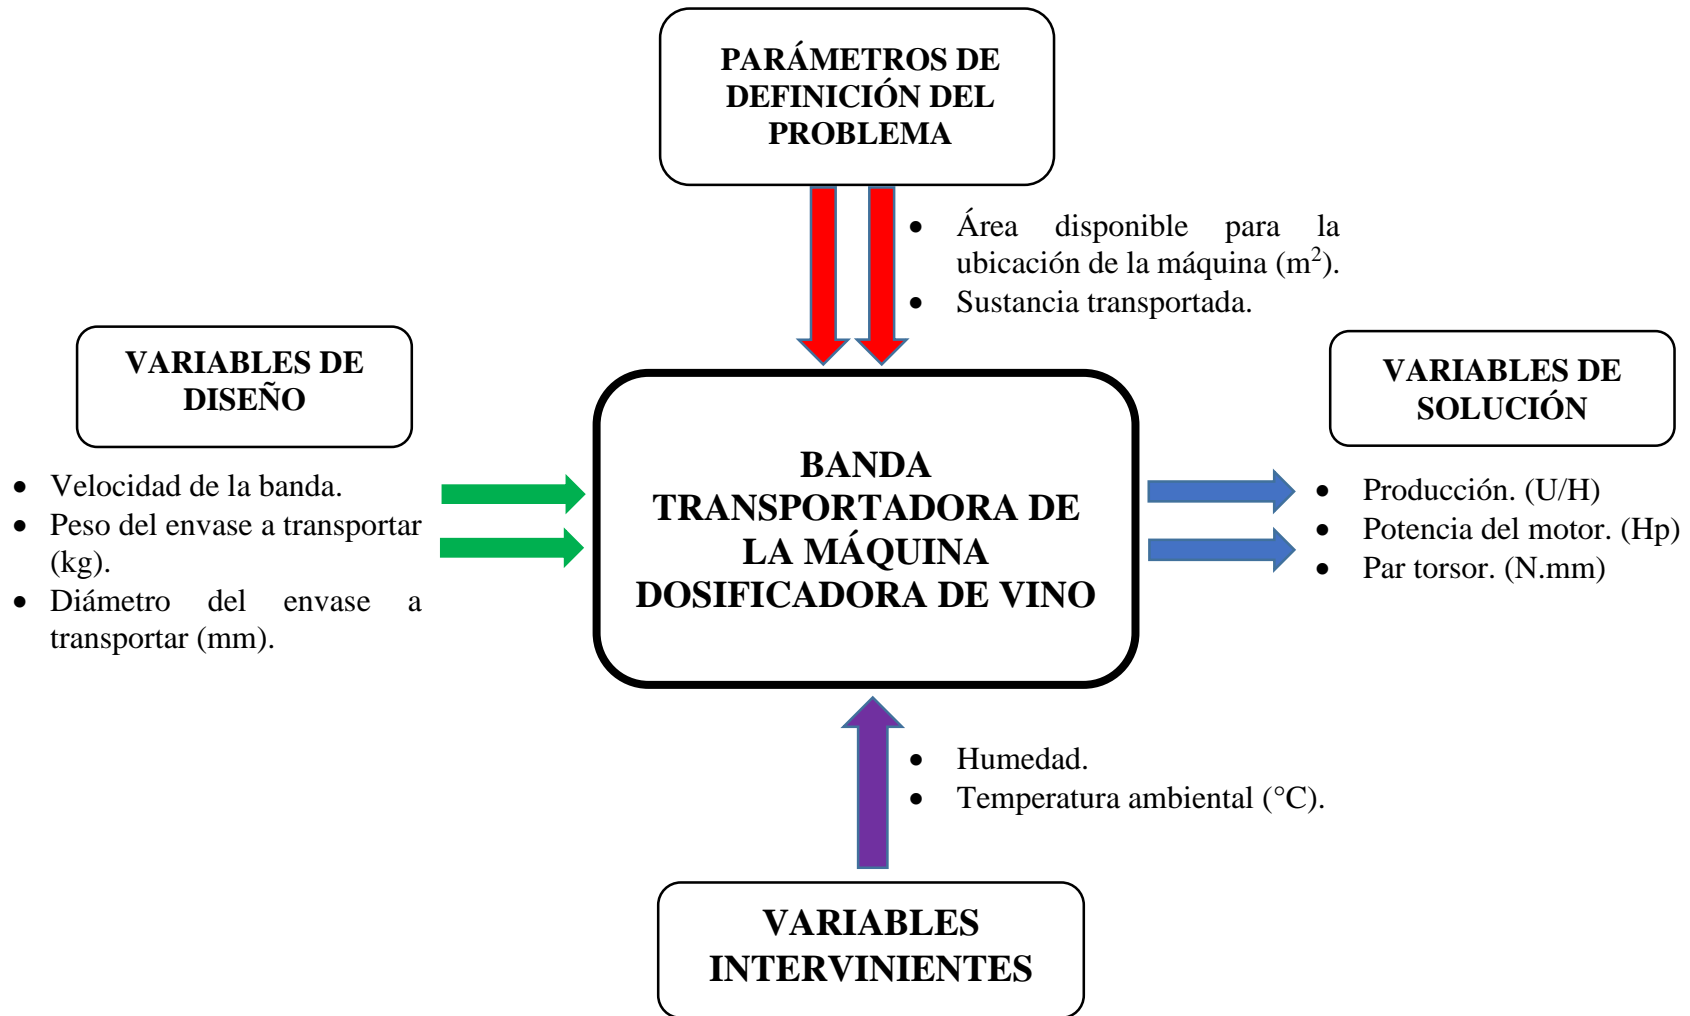 PARÁMETROS DE
DEFINICIÓN DEL
PROBLEMA
• Área disponible para la
ubicación de la máquina (m²).
• Sustancia transportada.
VARIABLES DE
DISEÑO
• Velocidad de la banda.
• Peso del envase a transportar
(kg).
• Diámetro del envase a
transportar (mm).
BANDA
TRANSPORTADORA DE
LA MÁQUINA
DOSIFICADORA DE VINO
VARIABLES DE
SOLUCIÓN
• Producción. (U/H)
• Potencia del motor. (Hp)
• Par torsor. (N.mm)
• Humedad.
• Temperatura ambiental (°C).
VARIABLES
INTERVINIENTES